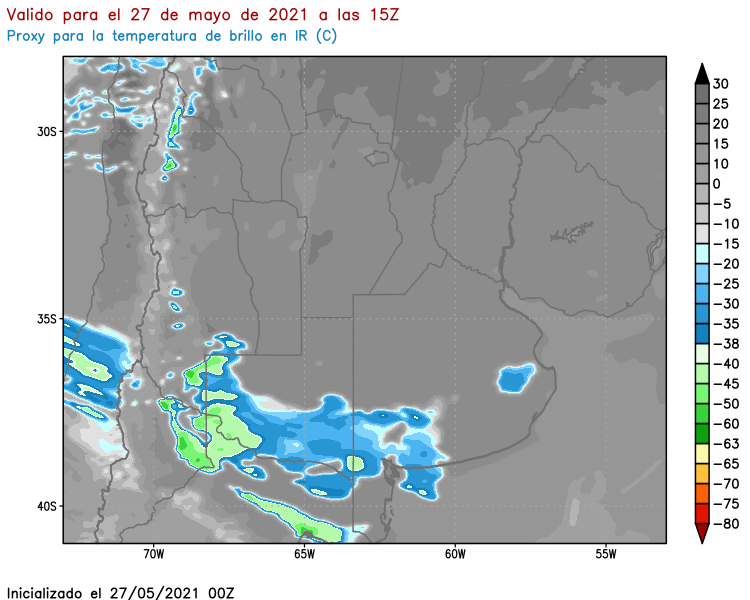 Valido para el 27 de mayo de 2021 a las 15Z
Proxy para la temperatura de brillo en IR (C)
30S
35S
40S
70W
65W
60W
55W
30
25
20
15
10
0
-5
-10
-15
-20
-30
-32
-35
-38
-40
-45
-50
-60
-63
-65
-70
-75
-80
Inicializado el 27/05/2021 00Z